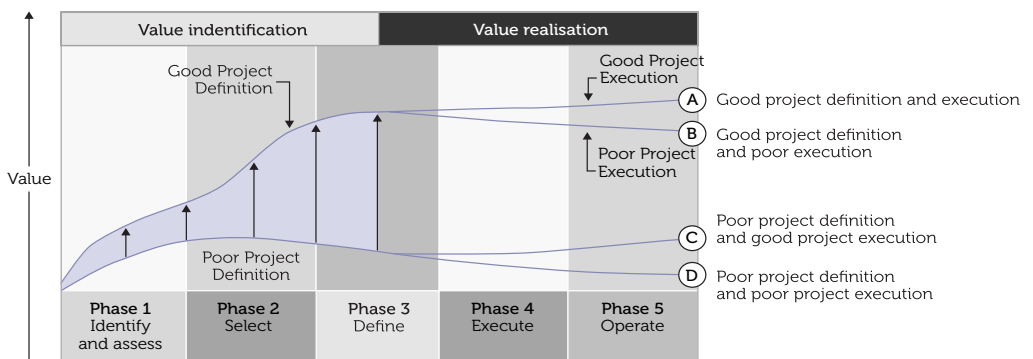 Value indentification
Value realisation
Good Project
Definition
Good Project
Execution
A
Good project definition and execution
B
Good project definition
and poor execution
Poor Project
Execution
Value
Poor project definition
and good project execution
C
Poor Project
Definition
D
Poor project definition
and poor project execution
Phase 1
Identify
and assess
Phase 2
Select
Phase 3
Define
Phase 4
Execute
Phase 5
Operate